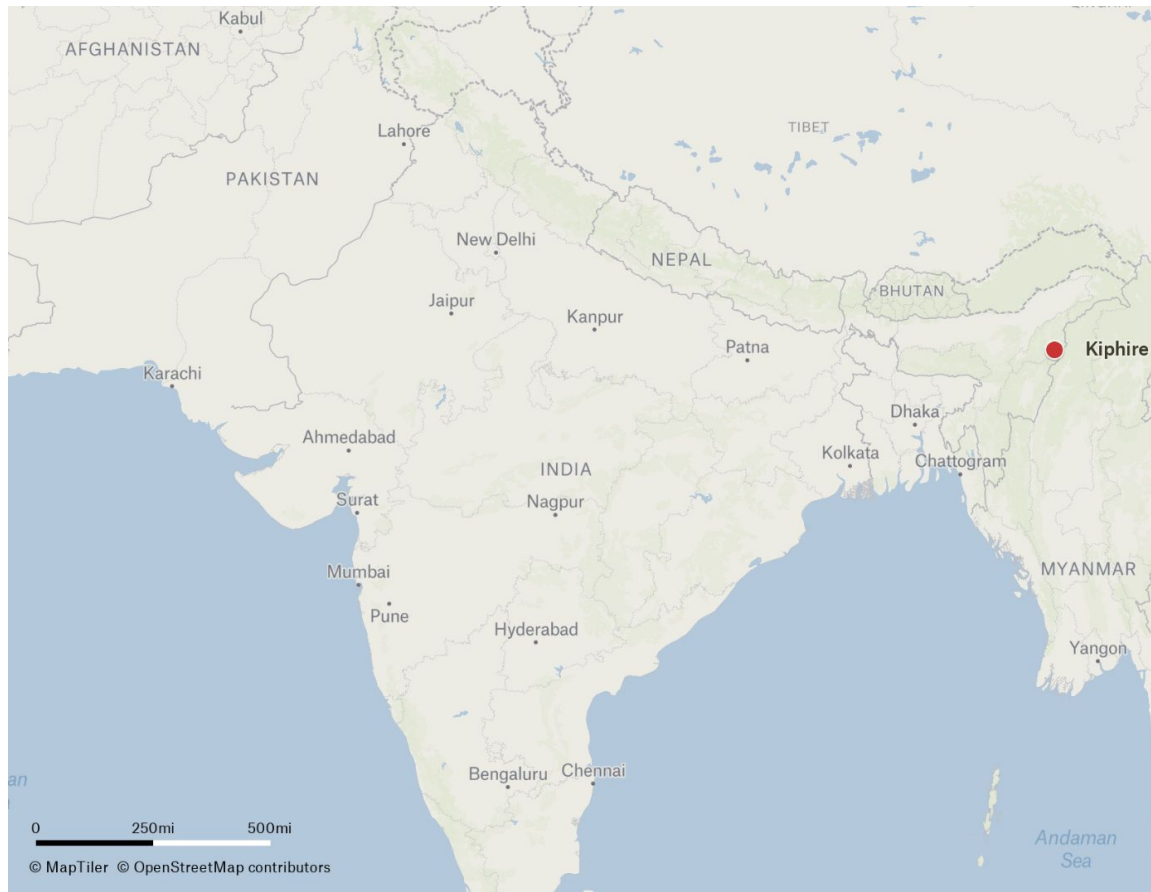 Kabul
AFGHANISTAN
Lahore
TIBET
PAKISTAN
New Delhi
NEPAL
BHUTAN
Jaipur
Kanpur
Patna
Kiphire
Karachi
Dhaka
Ahmedabad
Kolkata
Chattogram
INDIA
Surat
Nagpur
Mumbai
MYANMAR
Pune
Hyderabad
Yangon
Bengaluru
Chennai
an
0 250mi 500mi
Andaman
Sea
© MapTiler © OpenStreetMap contributors